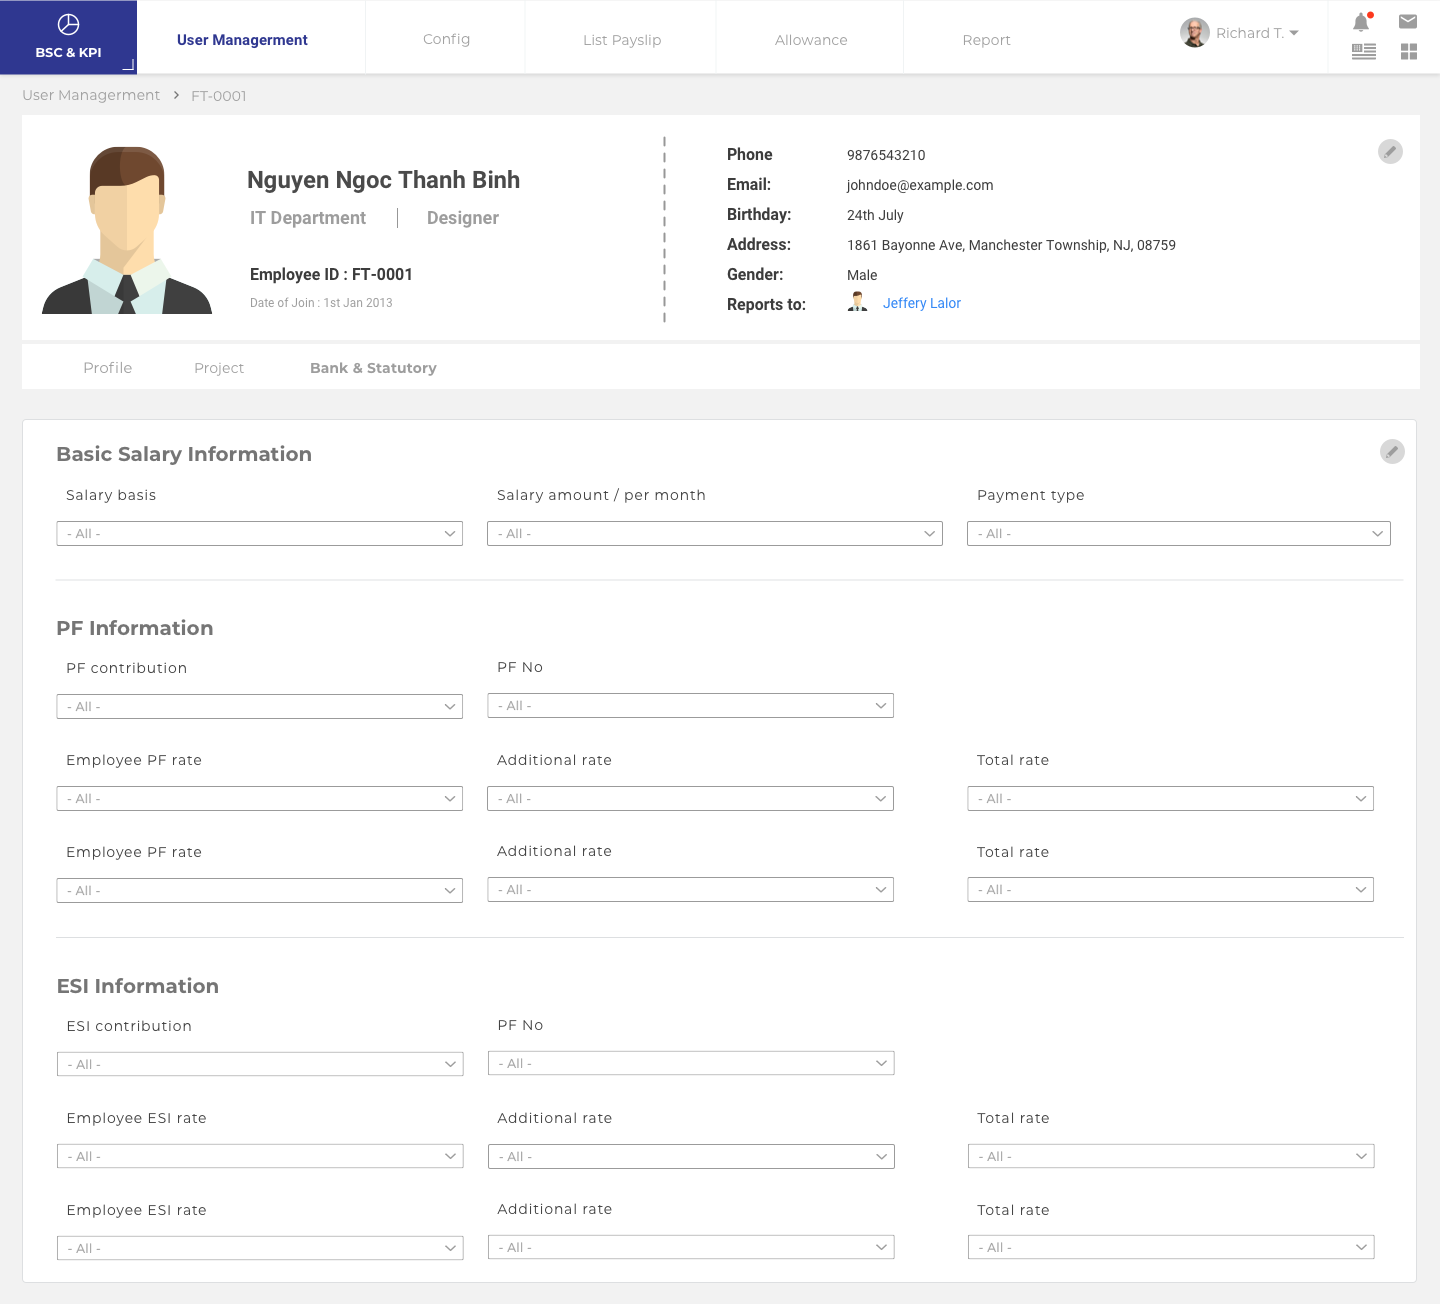 BSC & KPI
User Managerment
Config
List Payslip
Allowance
Report
Richard T.
User Managerment > FT-0001
Nguyen Ngoc Thanh Binh
IT Department | Designer
Employee ID : FT-0001
Date of Join : 1st Jan 2013
Phone 9876543210
Email: johndoe@example.com
Birthday: 24th July
Address: 1861 Bayonne Ave, Manchester Township, NJ, 08759
Gender: Male
Reports to: Jeffery Lalor
Profile Project Bank & Statutory
Basic Salary Information
Salary basis Salary amount / per month Payment type
- All - - All - - All -
PF Information
PF contribution PF No
- All - - All -
Employee PF rate Additional rate Total rate
- All - - All - - All -
Employee PF rate Additional rate Total rate
- All - - All - - All -
ESI Information
ESI contribution PF No
- All - - All -
Employee ESI rate Additional rate Total rate
- All - - All - - All -
Employee ESI rate Additional rate Total rate
- All - - All - - All -